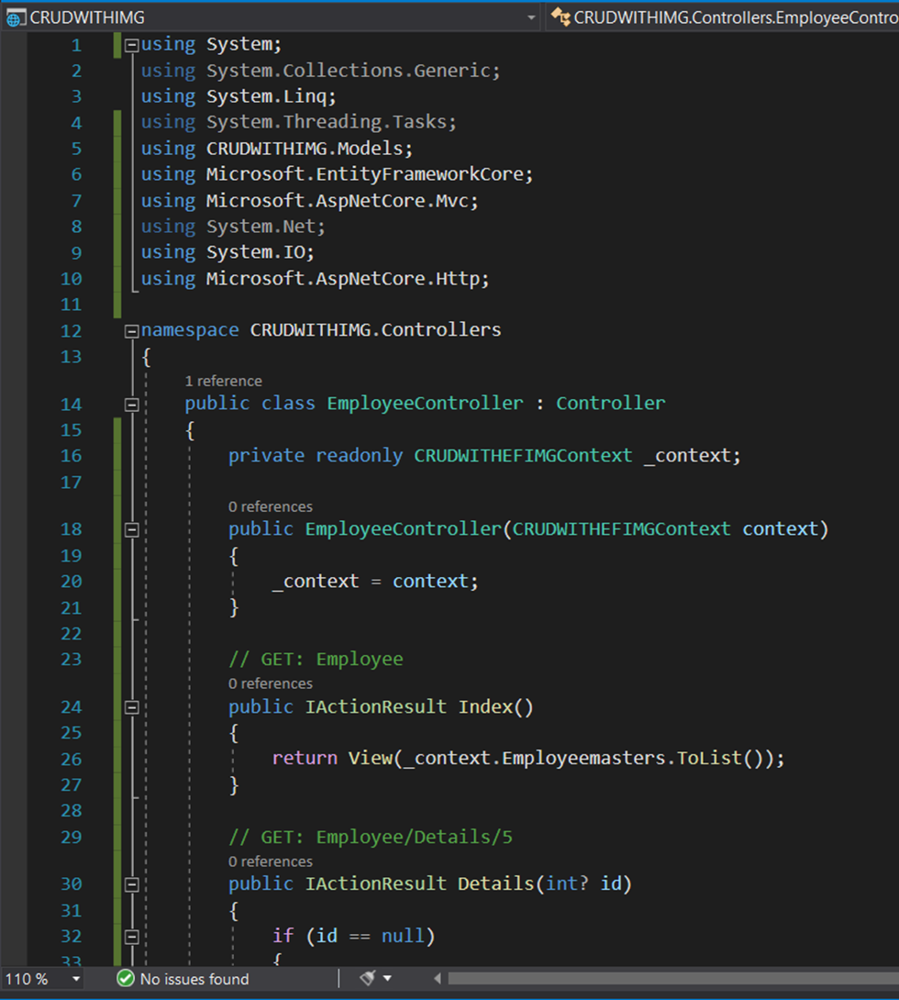 CRUDWITHIMG
CRUDWITHIMG.Controllers.EmployeeContro
1 using System;
2 using System.Collections.Generic;
3 using System.Linq;
4 using System.Threading.Tasks;
5 using CRUDWITHIMG.Models;
6 using Microsoft.EntityFrameworkCore;
7 using Microsoft.AspNetCore.Mvc;
8 using System.Net;
9 using System.IO;
10 using Microsoft.AspNetCore.Http;
11
12 namespace CRUDWITHIMG.Controllers
13 {
1 reference
14 public class EmployeeController : Controller
15 {
16 private readonly CRUDWITHEFIMGContext _context;
17
0 references
18 public EmployeeController(CRUDWITHEFIMGContext context)
19 {
20 _context = context;
21 }
22
23 // GET: Employee
0 references
24 public IActionResult Index()
25 {
26 return View(_context.Employeemasters.ToList());
27 }
28
29 // GET: Employee/Details/5
0 references
30 public IActionResult Details(int? id)
31 {
32 if (id == null)
33 {
110 % No issues found